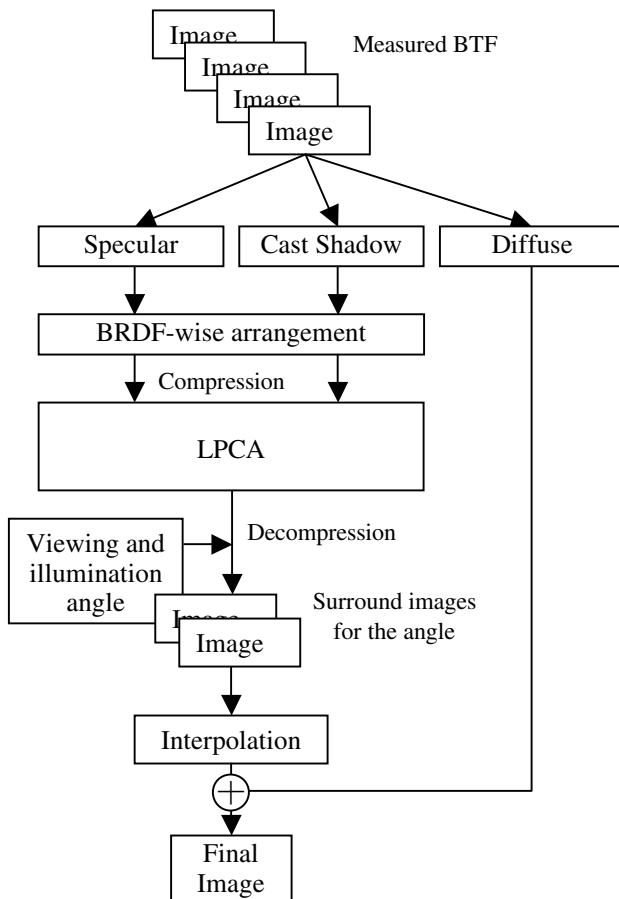 Image
Measured BTF
Image
Image
Image
Specular
Cast Shadow
Diffuse
BRDF-wise arrangement
Compression
LPCA
Decompression
Viewing and
illumination
angle
Surround images
for the angle
Image
Image
Interpolation
Final
Image